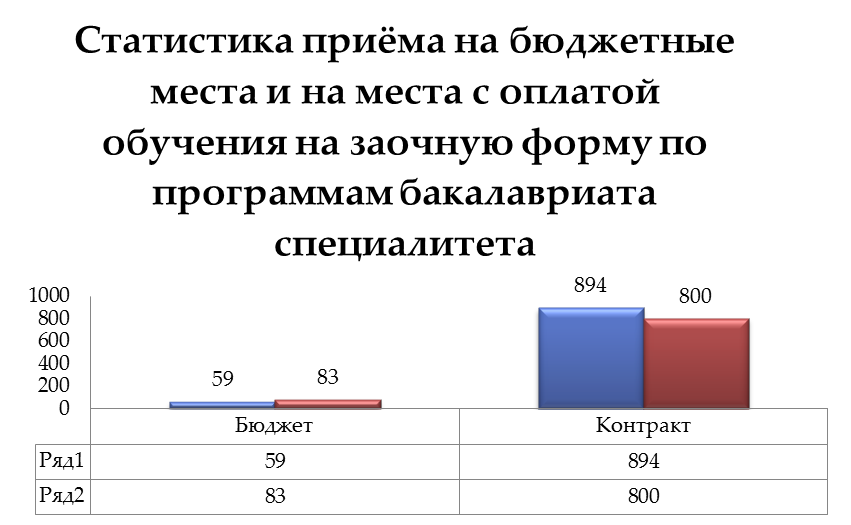 Статистика приёма на бюджетные
места и на места с оплатой
обучения на заочную форму по
программам бакалавриата
специалитета
1000
800
600
400
200
0
59
83
894
800
Бюджет Контракт
Ряд1 59 894
Ряд2 83 800